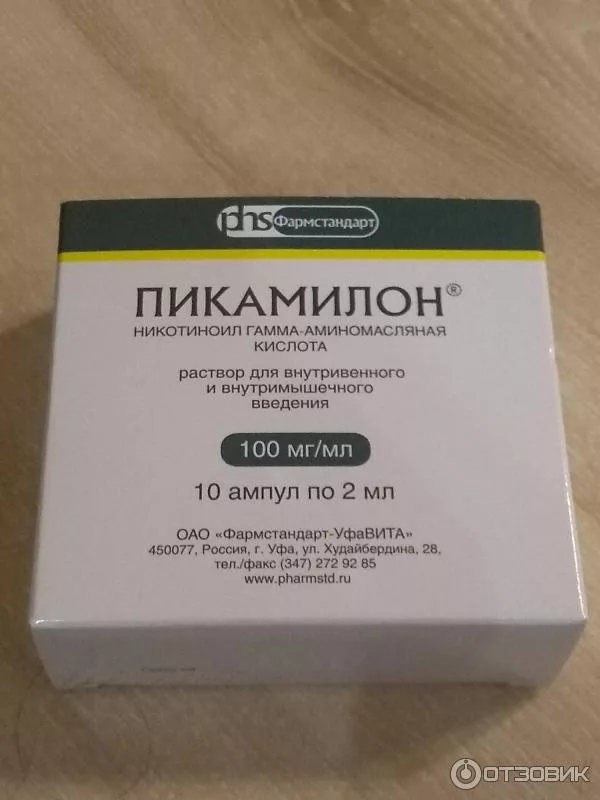 phs Фармстандарт
ПИКАМИЛОН®
НИКОТИНОИЛ ГАММА-АМИНОМАСЛЯНАЯ
КИСЛОТА
раствор для внутривенного
и внутримышечного
введения
100 мг/мл
10 ампул по 2 мл
ОАО «Фармстандарт-УфаВИТА»
450077, Россия, г. Уфа, ул. Худайбердина, 28,
тел./факс (347) 272 92 85
www.pharmstd.ru
ОТЗОВИК